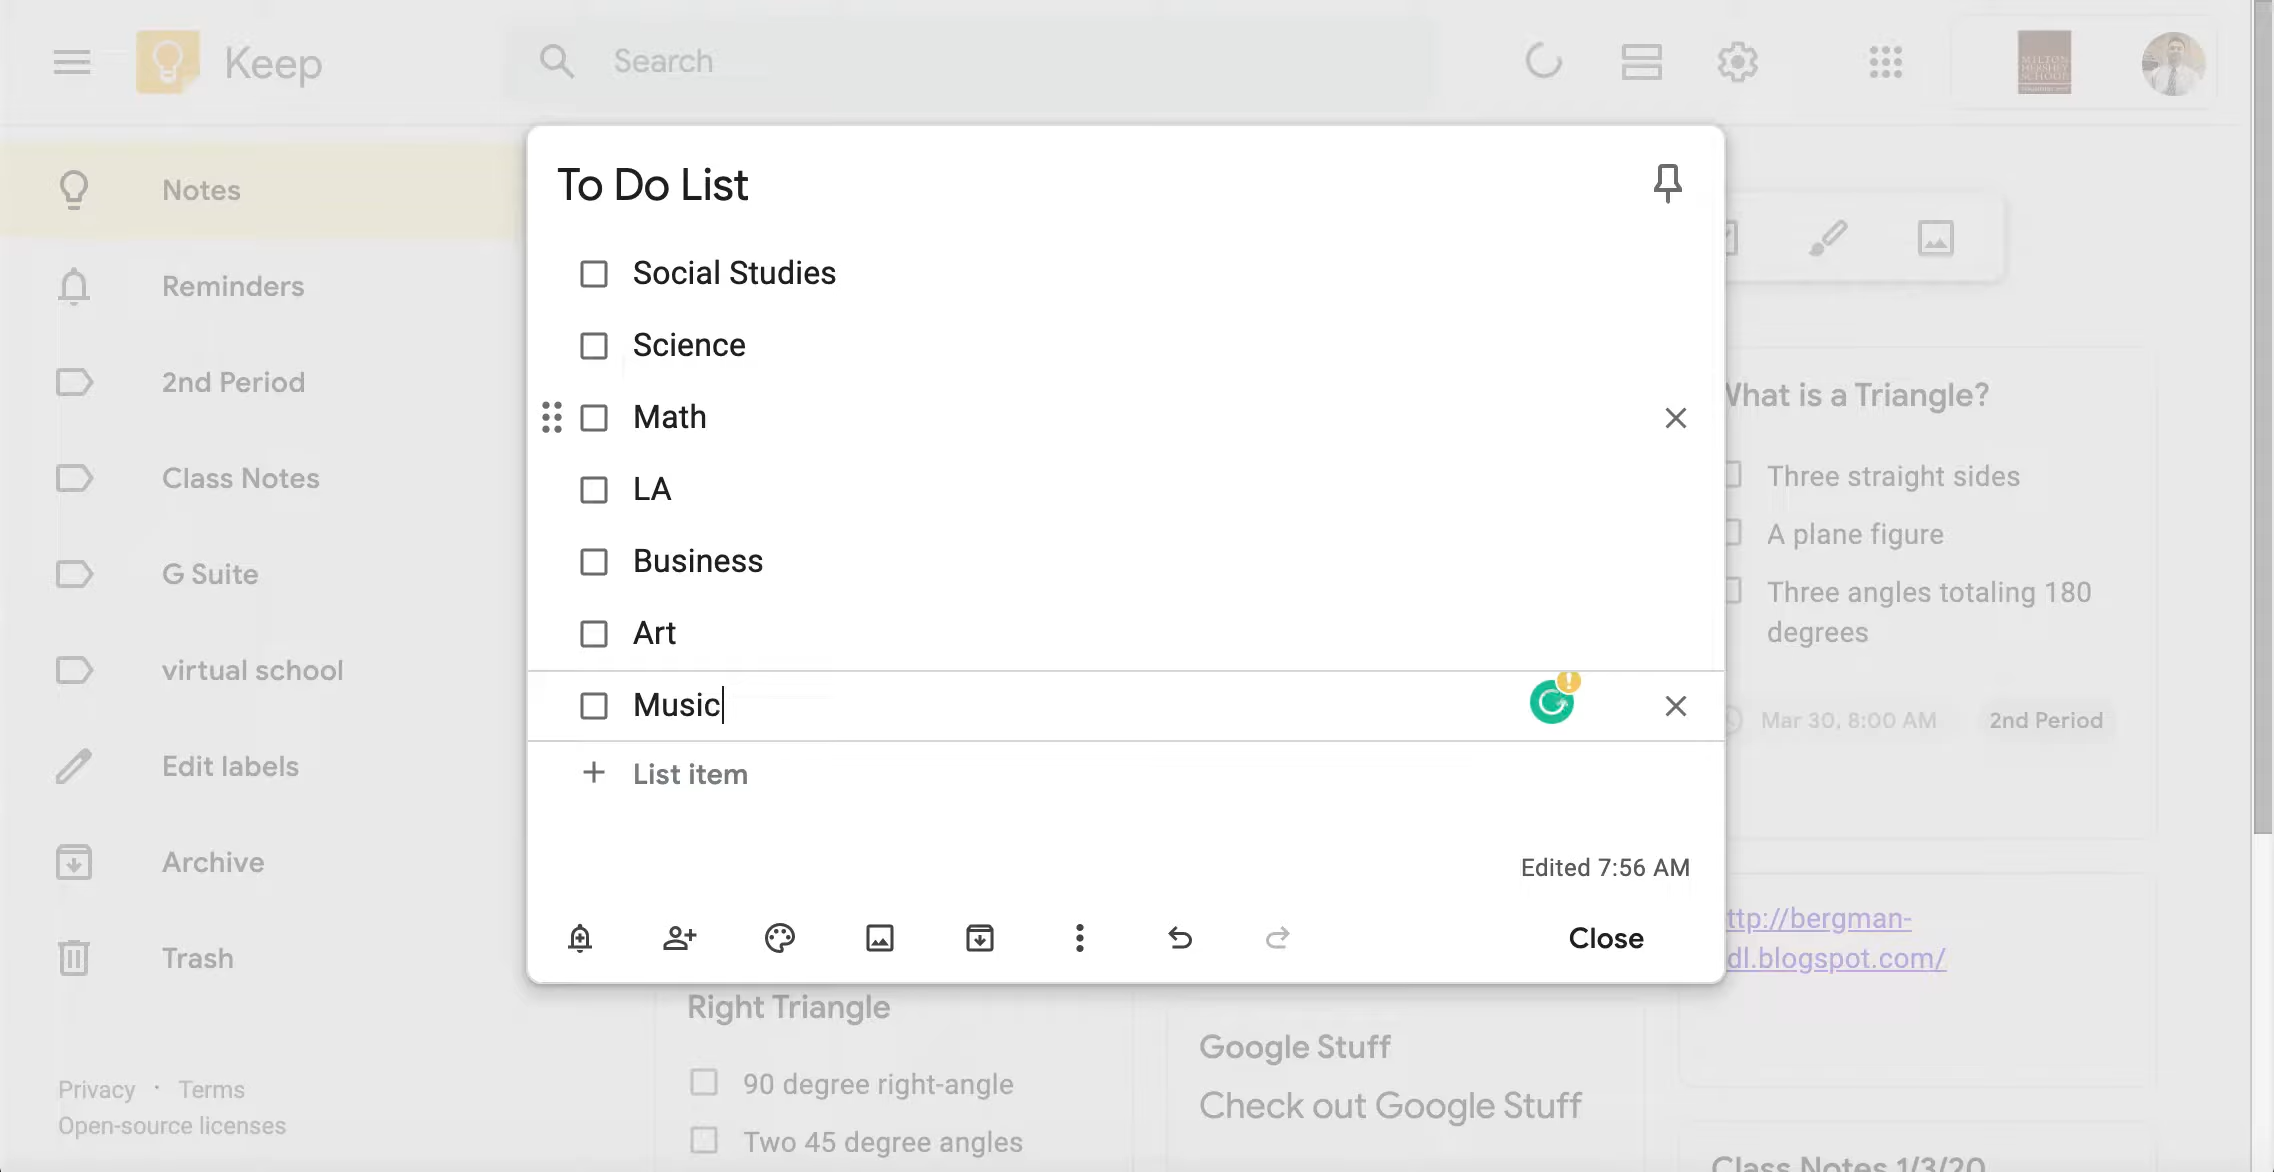 Keep
Search
MILTON
HERSHEY
SCHOOL
Notes
Reminders
2nd Period
Class Notes
G Suite
virtual school
Edit labels
Archive
Trash
Privacy · Terms
Open-source licenses
To Do List
Social Studies
Science
Math
LA
Business
Art
Music
+ List item
Edited 7:56 AM
Close
What is a Triangle?
Three straight sides
A plane figure
Three angles totaling 180
degrees
Mar 30, 8:00 AM
2nd Period
ttp://bergman-
dl.blogspot.com/
Right Triangle
90 degree right-angle
Two 45 degree angles
Google Stuff
Check out Google Stuff
Class Notes 1/3/20